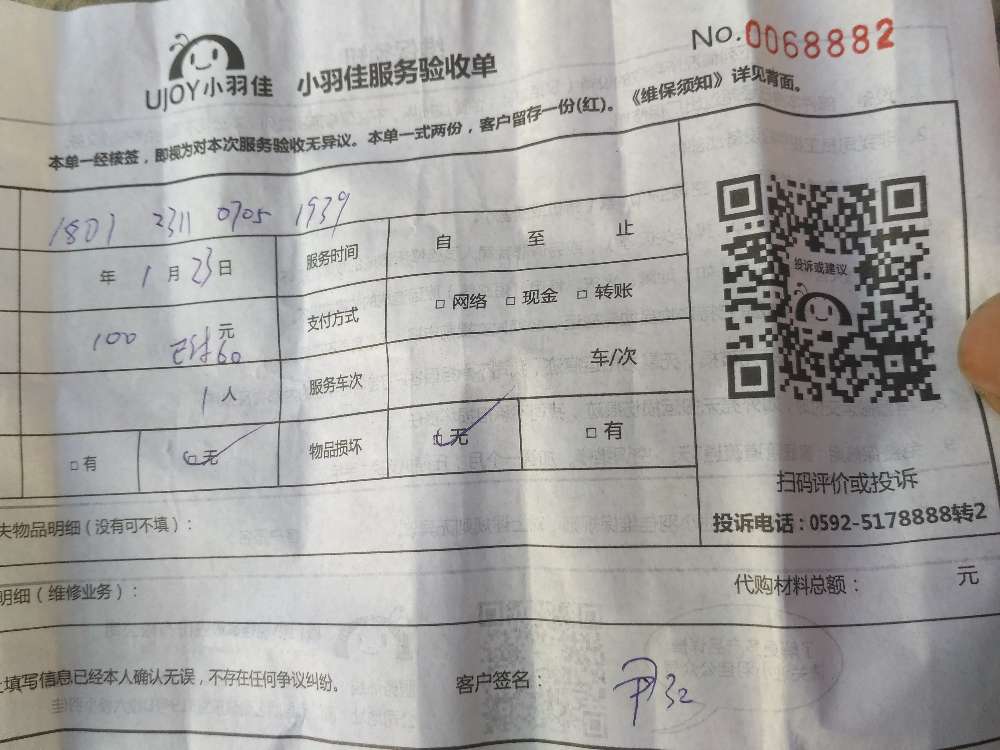 No.0068882
UJOY小羽佳 小羽佳服务验收单
本单一经核签，即视为对本次服务验收无异议。本单一式两份，客户留存一份(红)。《维保须知》详见背面。
1801 2311 0705 1939
年 1 月 23 日 服务时间 自 至 止
投诉或建议
100 元 已付60 支付方式 □ 网络 □ 现金 □ 转账
1 人 服务车次 车/次
□ 有 □ 无 物品损坏 □ 无 □ 有
扫码评价或投诉
失物品明细（没有可不填）：
投诉电话：0592-5178888转2
明细（维修业务）： 代购材料总额： 元
上填写信息已经本人确认无误，不存在任何争议纠纷。 客户签名：